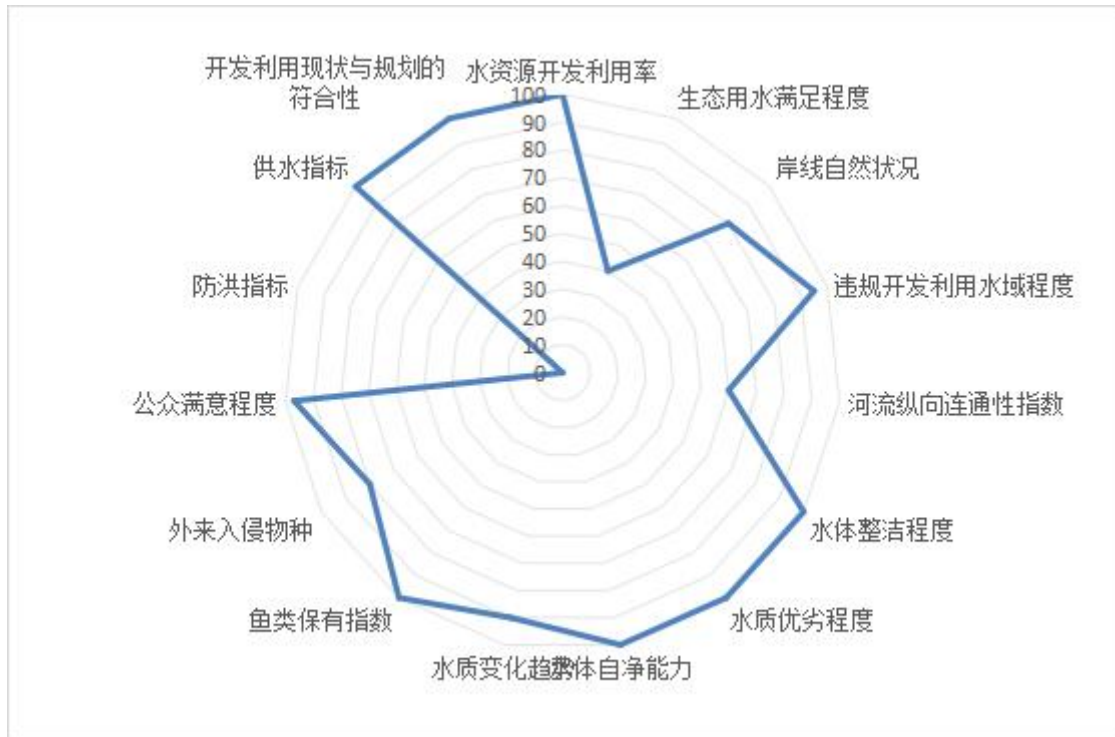 开发利用现状与规划的
符合性
水资源开发利用率
生态用水满足程度
岸线自然状况
违规开发利用水域程度
河流纵向连通性指数
水体整洁程度
水质优劣程度
水体自净能力
水质变化趋势
鱼类保有指数
外来入侵物种
公众满意程度
防洪指标
供水指标
100
90
80
70
60
50
40
30
20
10
0